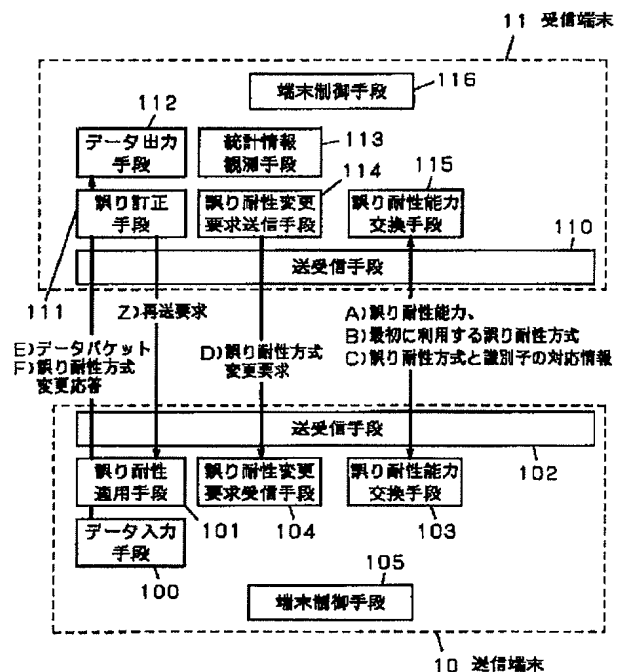 11 受信端末
端末制御手段
116
112
データ出力
手段
統計情報
観測手段
113
114
115
誤り訂正
手段
誤り耐性変更
要求送信手段
誤り耐性能力
交換手段
110
送受信手段
111
Z)再送要求
E)データパケット
F)誤り耐性方式
変更応答
D)誤り耐性方式
変更要求
A)誤り耐性能力、
B)最初に利用する誤り耐性方式
C)誤り耐性方式と識別子の対応情報
送受信手段
102
誤り耐性
適用手段
誤り耐性変更
要求受信手段
誤り耐性能力
交換手段
101
104
103
データ入力
手段
100
105
端末制御手段
10 送信端末